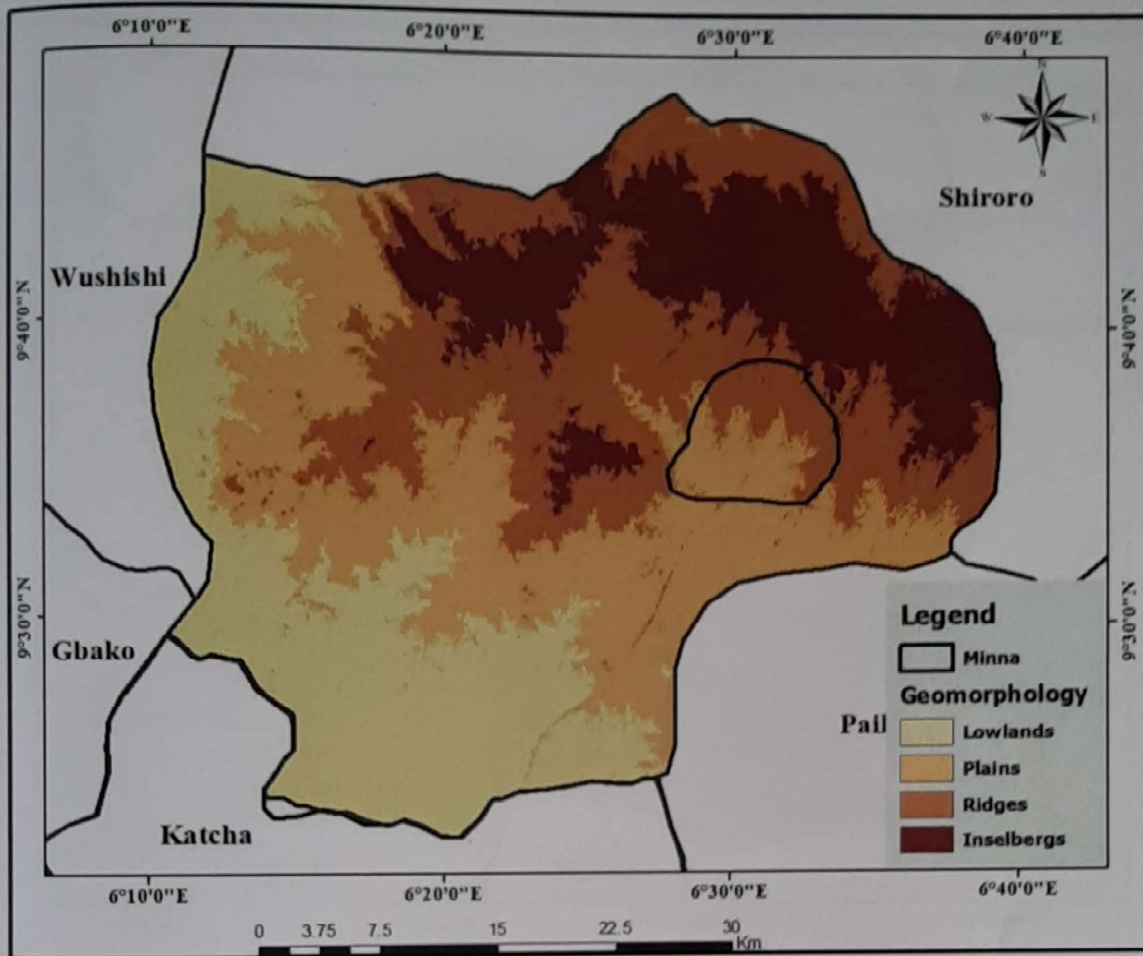 6°10'0"E 6°20'0"E 6°30'0"E 6°40'0"E
N
W E
N
Shiroro
Wushishi
9°40'0"N 9°40'0"N
9°30'0"N 9°30'0"N
Gbako
Legend
Minna
Geomorphology
Pail
Lowlands
Plains
Ridges
Katcha
Inselbergs
6°10'0"E 6°20'0"E 6°30'0"E 6°40'0"E
0 3.75 7.5 15 22.5 30
Km